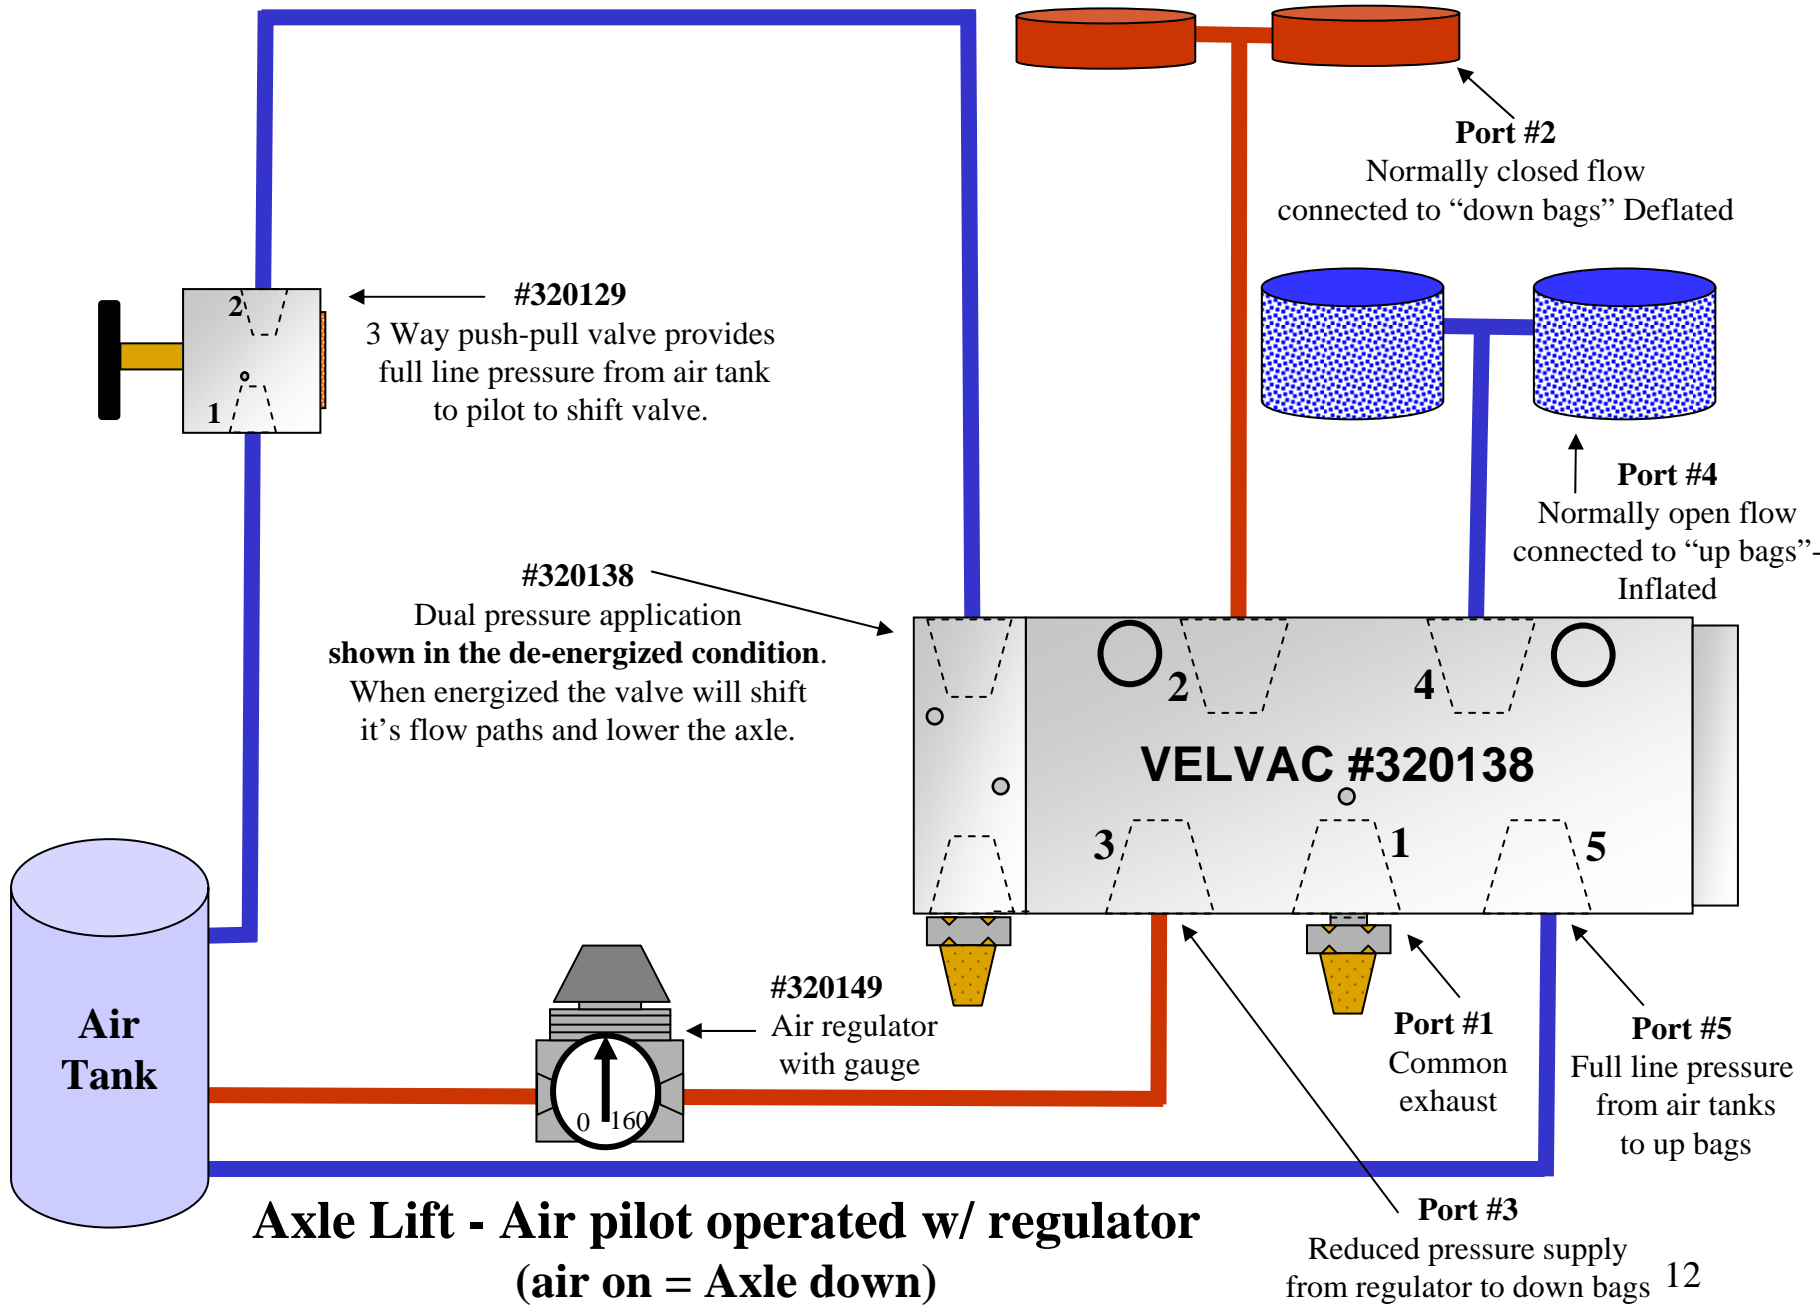 Port #2
Normally closed flow
connected to “down bags” Deflated
2
1
#320129
3 Way push-pull valve provides
full line pressure from air tank
to pilot to shift valve.
Port #4
Normally open flow
connected to “up bags”-
Inflated
#320138
Dual pressure application
shown in the de-energized condition.
When energized the valve will shift
it’s flow paths and lower the axle.
2
4
VELVAC #320138
3
1
5
Air
Tank
#320149
Air regulator
with gauge
0 160
Port #1
Common
exhaust
Port #5
Full line pressure
from air tanks
to up bags
Port #3
Reduced pressure supply
from regulator to down bags
Axle Lift - Air pilot operated w/ regulator
(air on = Axle down)
12